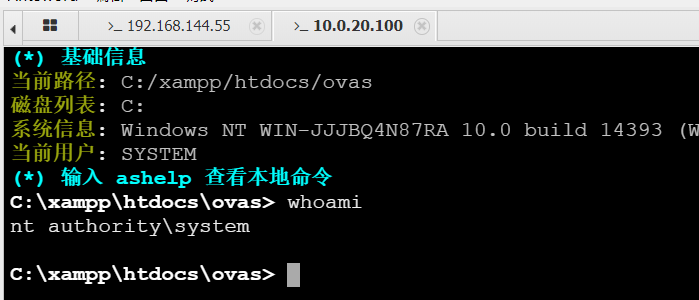 192.168.144.55
10.0.20.100
(*) 基础信息
当前路径: C:/xampp/htdocs/ovas
磁盘列表: C:
系统信息: Windows NT WIN-JJJBQ4N87RA 10.0 build 14393 (W
当前用户: SYSTEM
(*) 输入 ashelp 查看本地命令
C:\xampp\htdocs\ovas> whoami
nt authority\system
C:\xampp\htdocs\ovas>